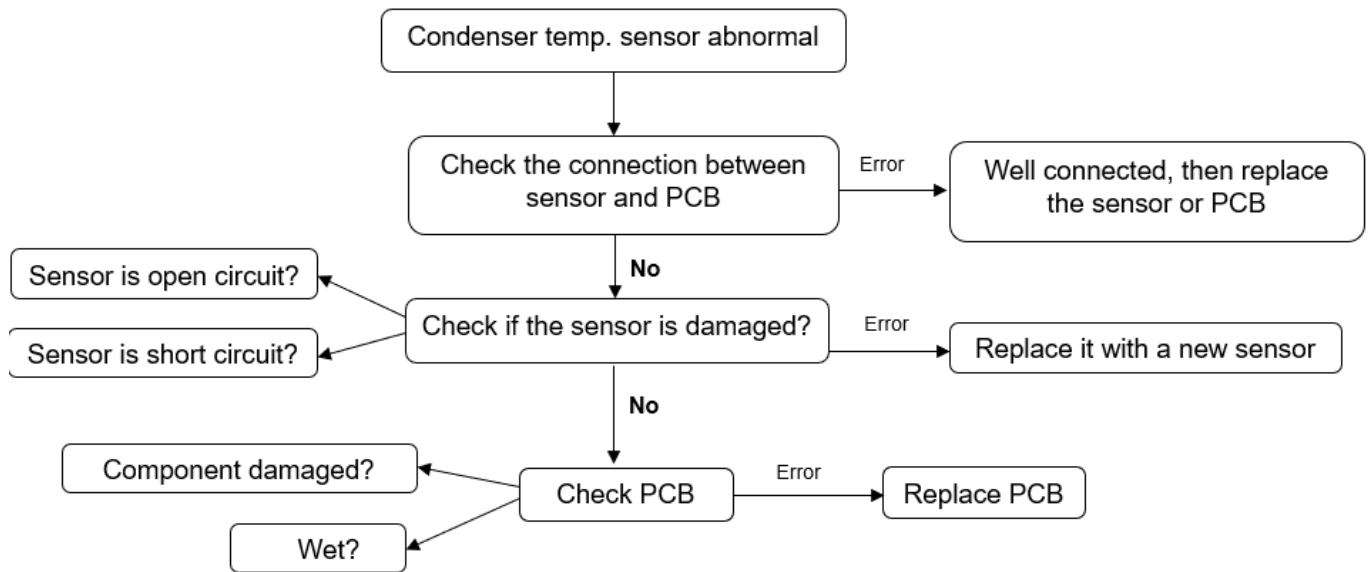 Condenser temp. sensor abnormal
Check the connection between
sensor and PCB
Error
Well connected, then replace
the sensor or PCB
No
Sensor is open circuit?
Sensor is short circuit?
Check if the sensor is damaged?
Error
Replace it with a new sensor
No
Component damaged?
Wet?
Check PCB
Error
Replace PCB